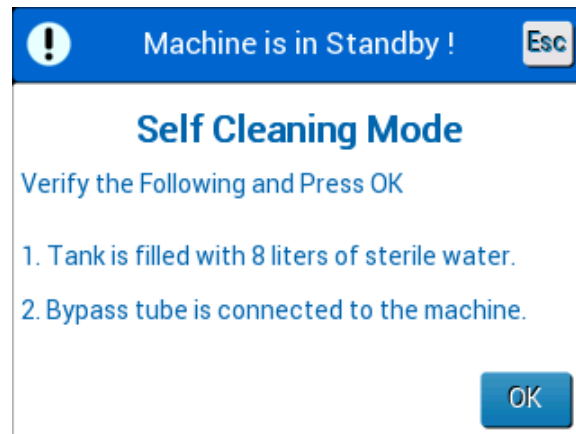 Machine is in Standby !
Esc
Self Cleaning Mode
Verify the Following and Press OK
1. Tank is filled with 8 liters of sterile water.
2. Bypass tube is connected to the machine.
OK